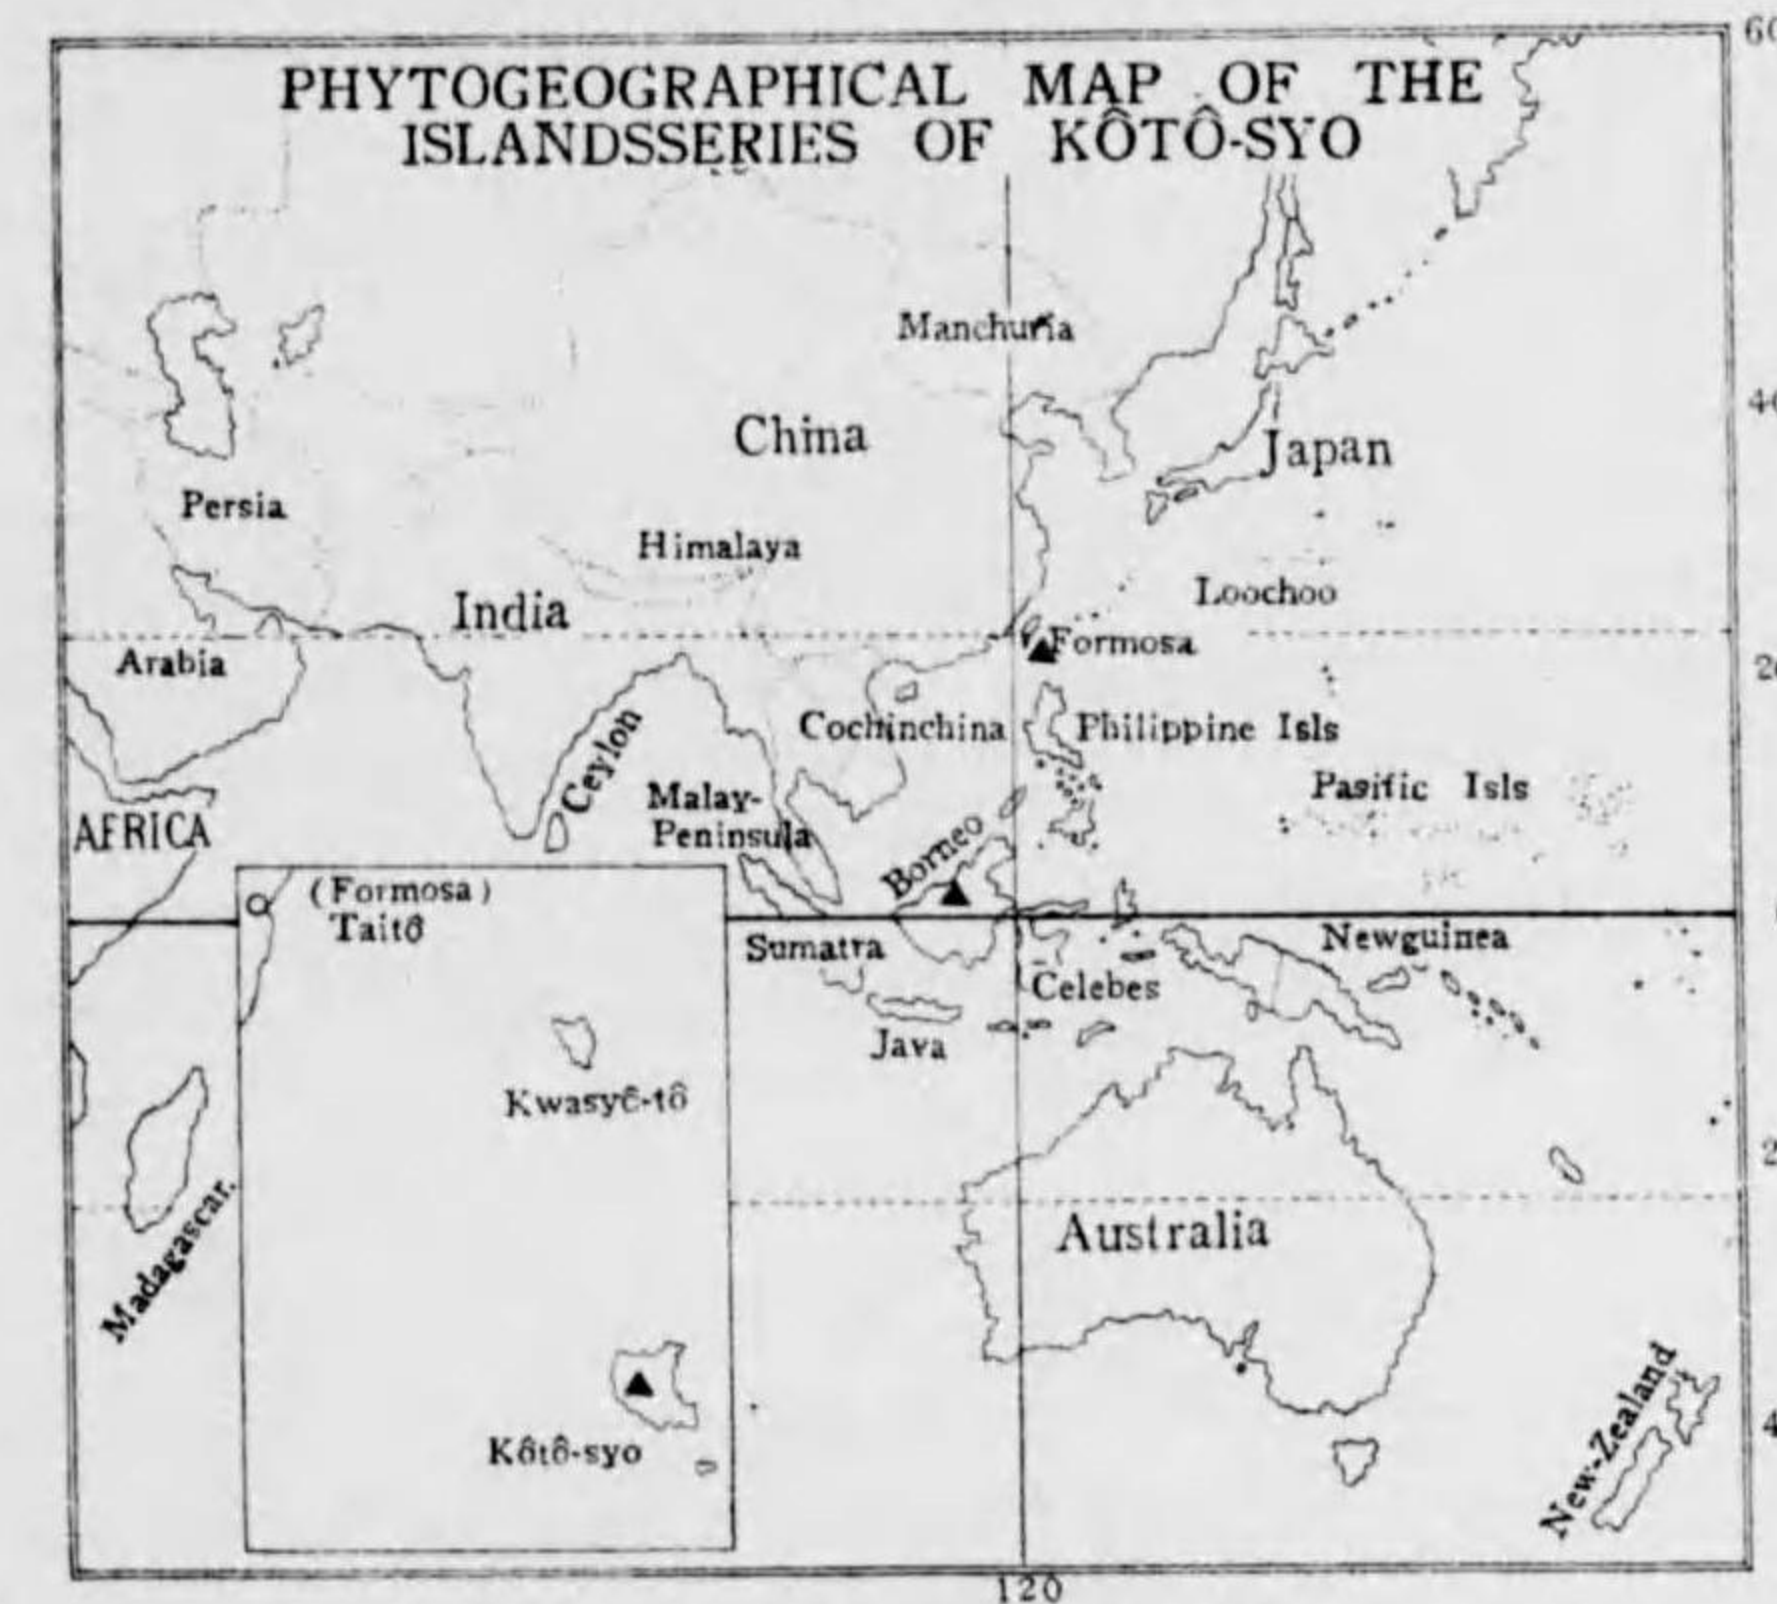 60
PHYTOGEOGRAPHICAL MAP OF THE
ISLANDSSERIES OF KÔTÔ-SYO
Manchuria
China
Japan
Persia
Himalaya
India
Loochoo
Formosa
Arabia
Ceylon
Cochinchina
Philippine Isls
Malay-
Peninsula
Pasific Isls
AFRICA
Borneo
(Formosa)
Taitô
Sumatra
Newguinea
Celebes
Java
Kwasyô-tô
Madagascar.
Australia
Kôtô-syo
New-Zealand
120